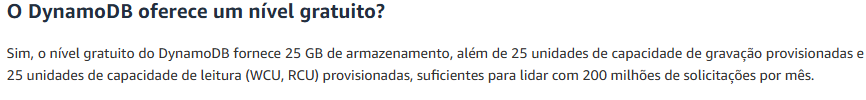 O DynamoDB oferece um nível gratuito?
Sim, o nível gratuito do DynamoDB fornece 25 GB de armazenamento, além de 25 unidades de capacidade de gravação provisionadas e
25 unidades de capacidade de leitura (WCU, RCU) provisionadas, suficientes para lidar com 200 milhões de solicitações por mês.